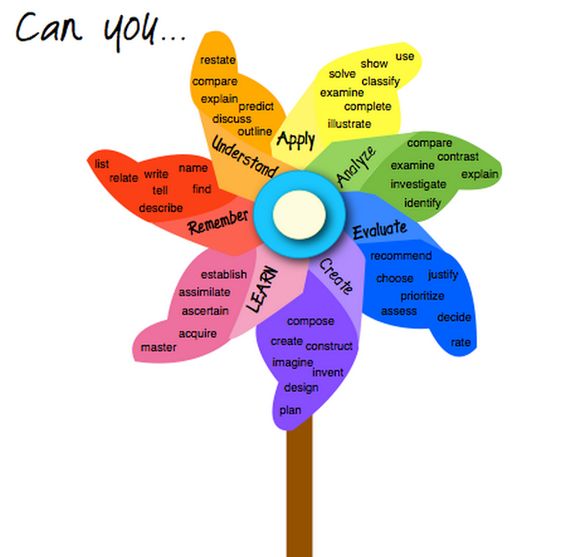 Can you...
restate
compare
explain
predict
discuss
outline
Understand
use
show
solve
classify
examine
complete
illustrate
Apply
compare
contrast
examine
explain
investigate
identify
Analyze
Evaluate
recommend
choose
justify
prioritize
assess
decide
rate
Create
compose
create
construct
imagine
invent
design
plan
LEARN
establish
assimilate
ascertain
acquire
master
Remember
list
relate
write
name
tell
find
describe